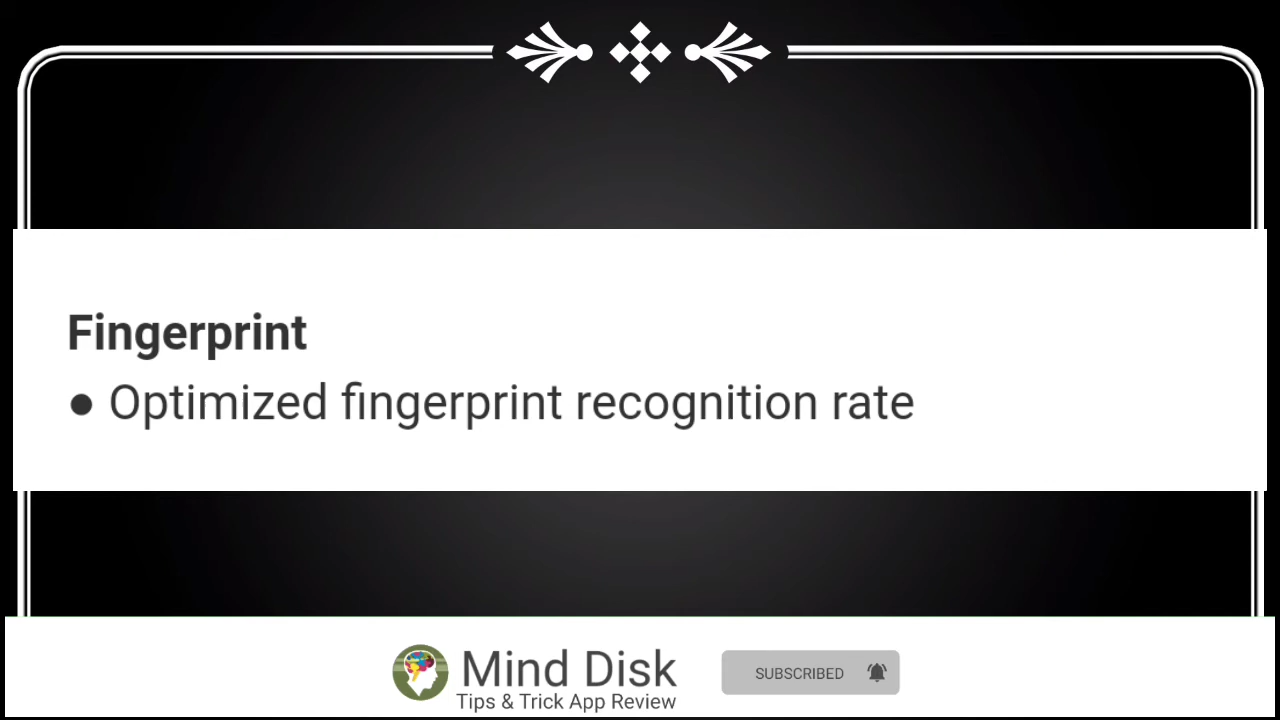 Fingerprint
● Optimized fingerprint recognition rate
Mind Disk
Tips & Trick App Review
SUBSCRIBED